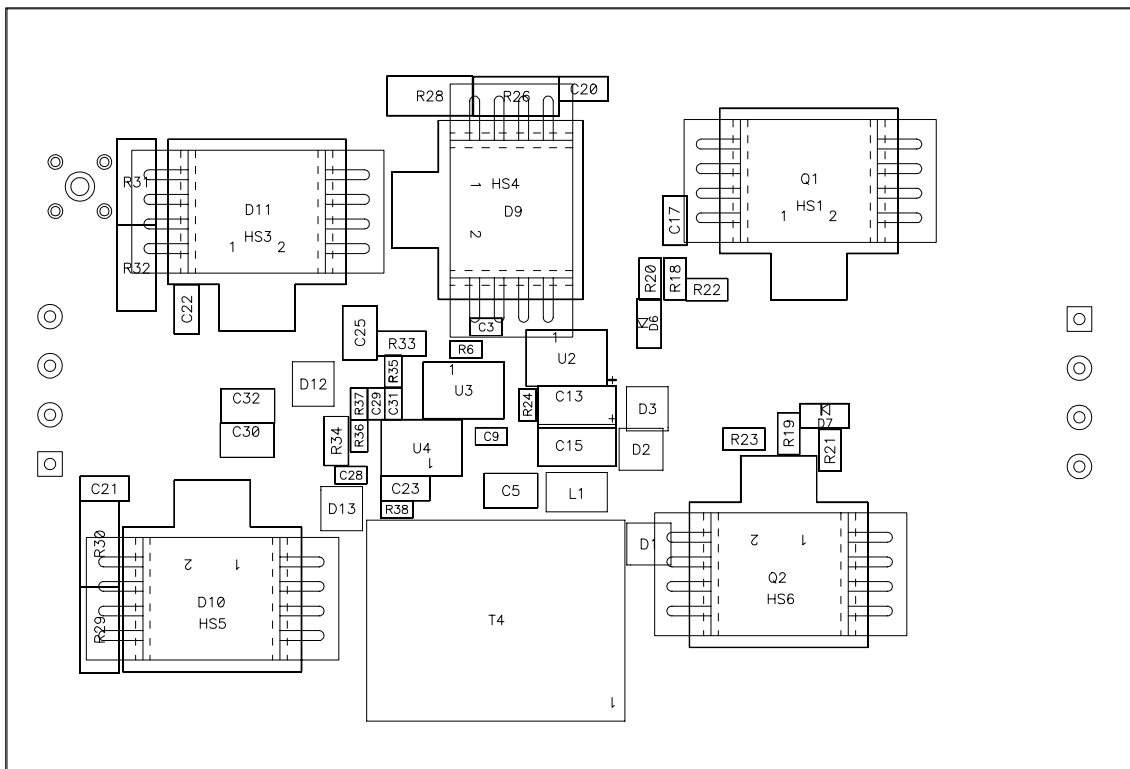 R28
R26
C20
R31
D11
HS3
1 2
R32
C22
1
HS4
D9
2
Q1
HS1
1 2
C17
R20
R18
R22
D6
C25
R33
C3
R6
1
U2
+
R35
D12
1
U3
R37
C29
C31
R24
C13
+
D3
C32
C30
R34
R36
U4
1
C9
C15
D2
R23
R19
D7
R21
C28
C23
C5
L1
C21
D13
R38
R30
2 1
D10
HS5
R29
D1
2 1
Q2
HS6
T4
1